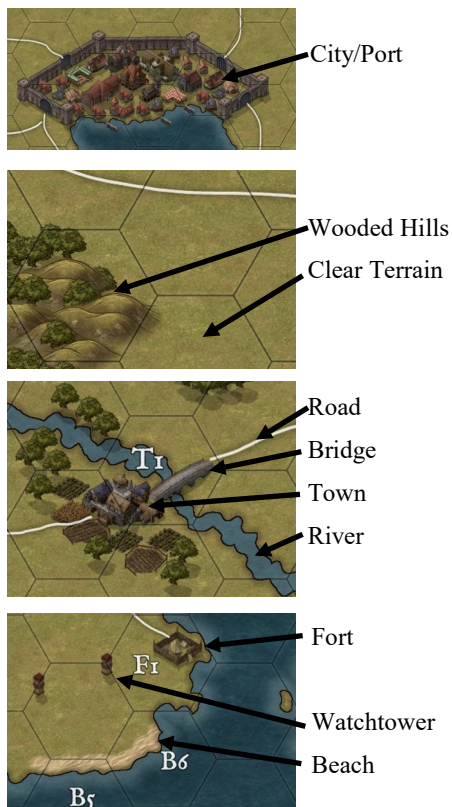 City/Port
Wooded Hills
Clear Terrain
Road
Bridge
T1
Town
River
Fort
F1
Watchtower
B6
Beach
B5